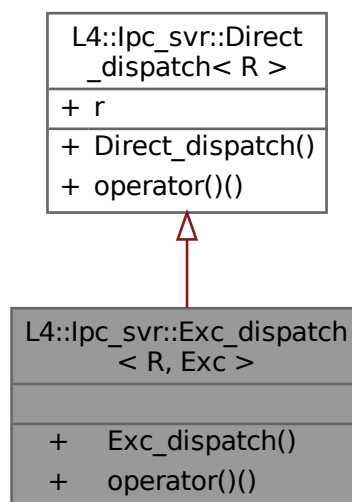 L4::Ipc_svr::Direct
_dispatch< R >
+ r
+ Direct_dispatch()
+ operator()()
L4::Ipc_svr::Exc_dispatch
< R, Exc >
+ Exc_dispatch()
+ operator()()